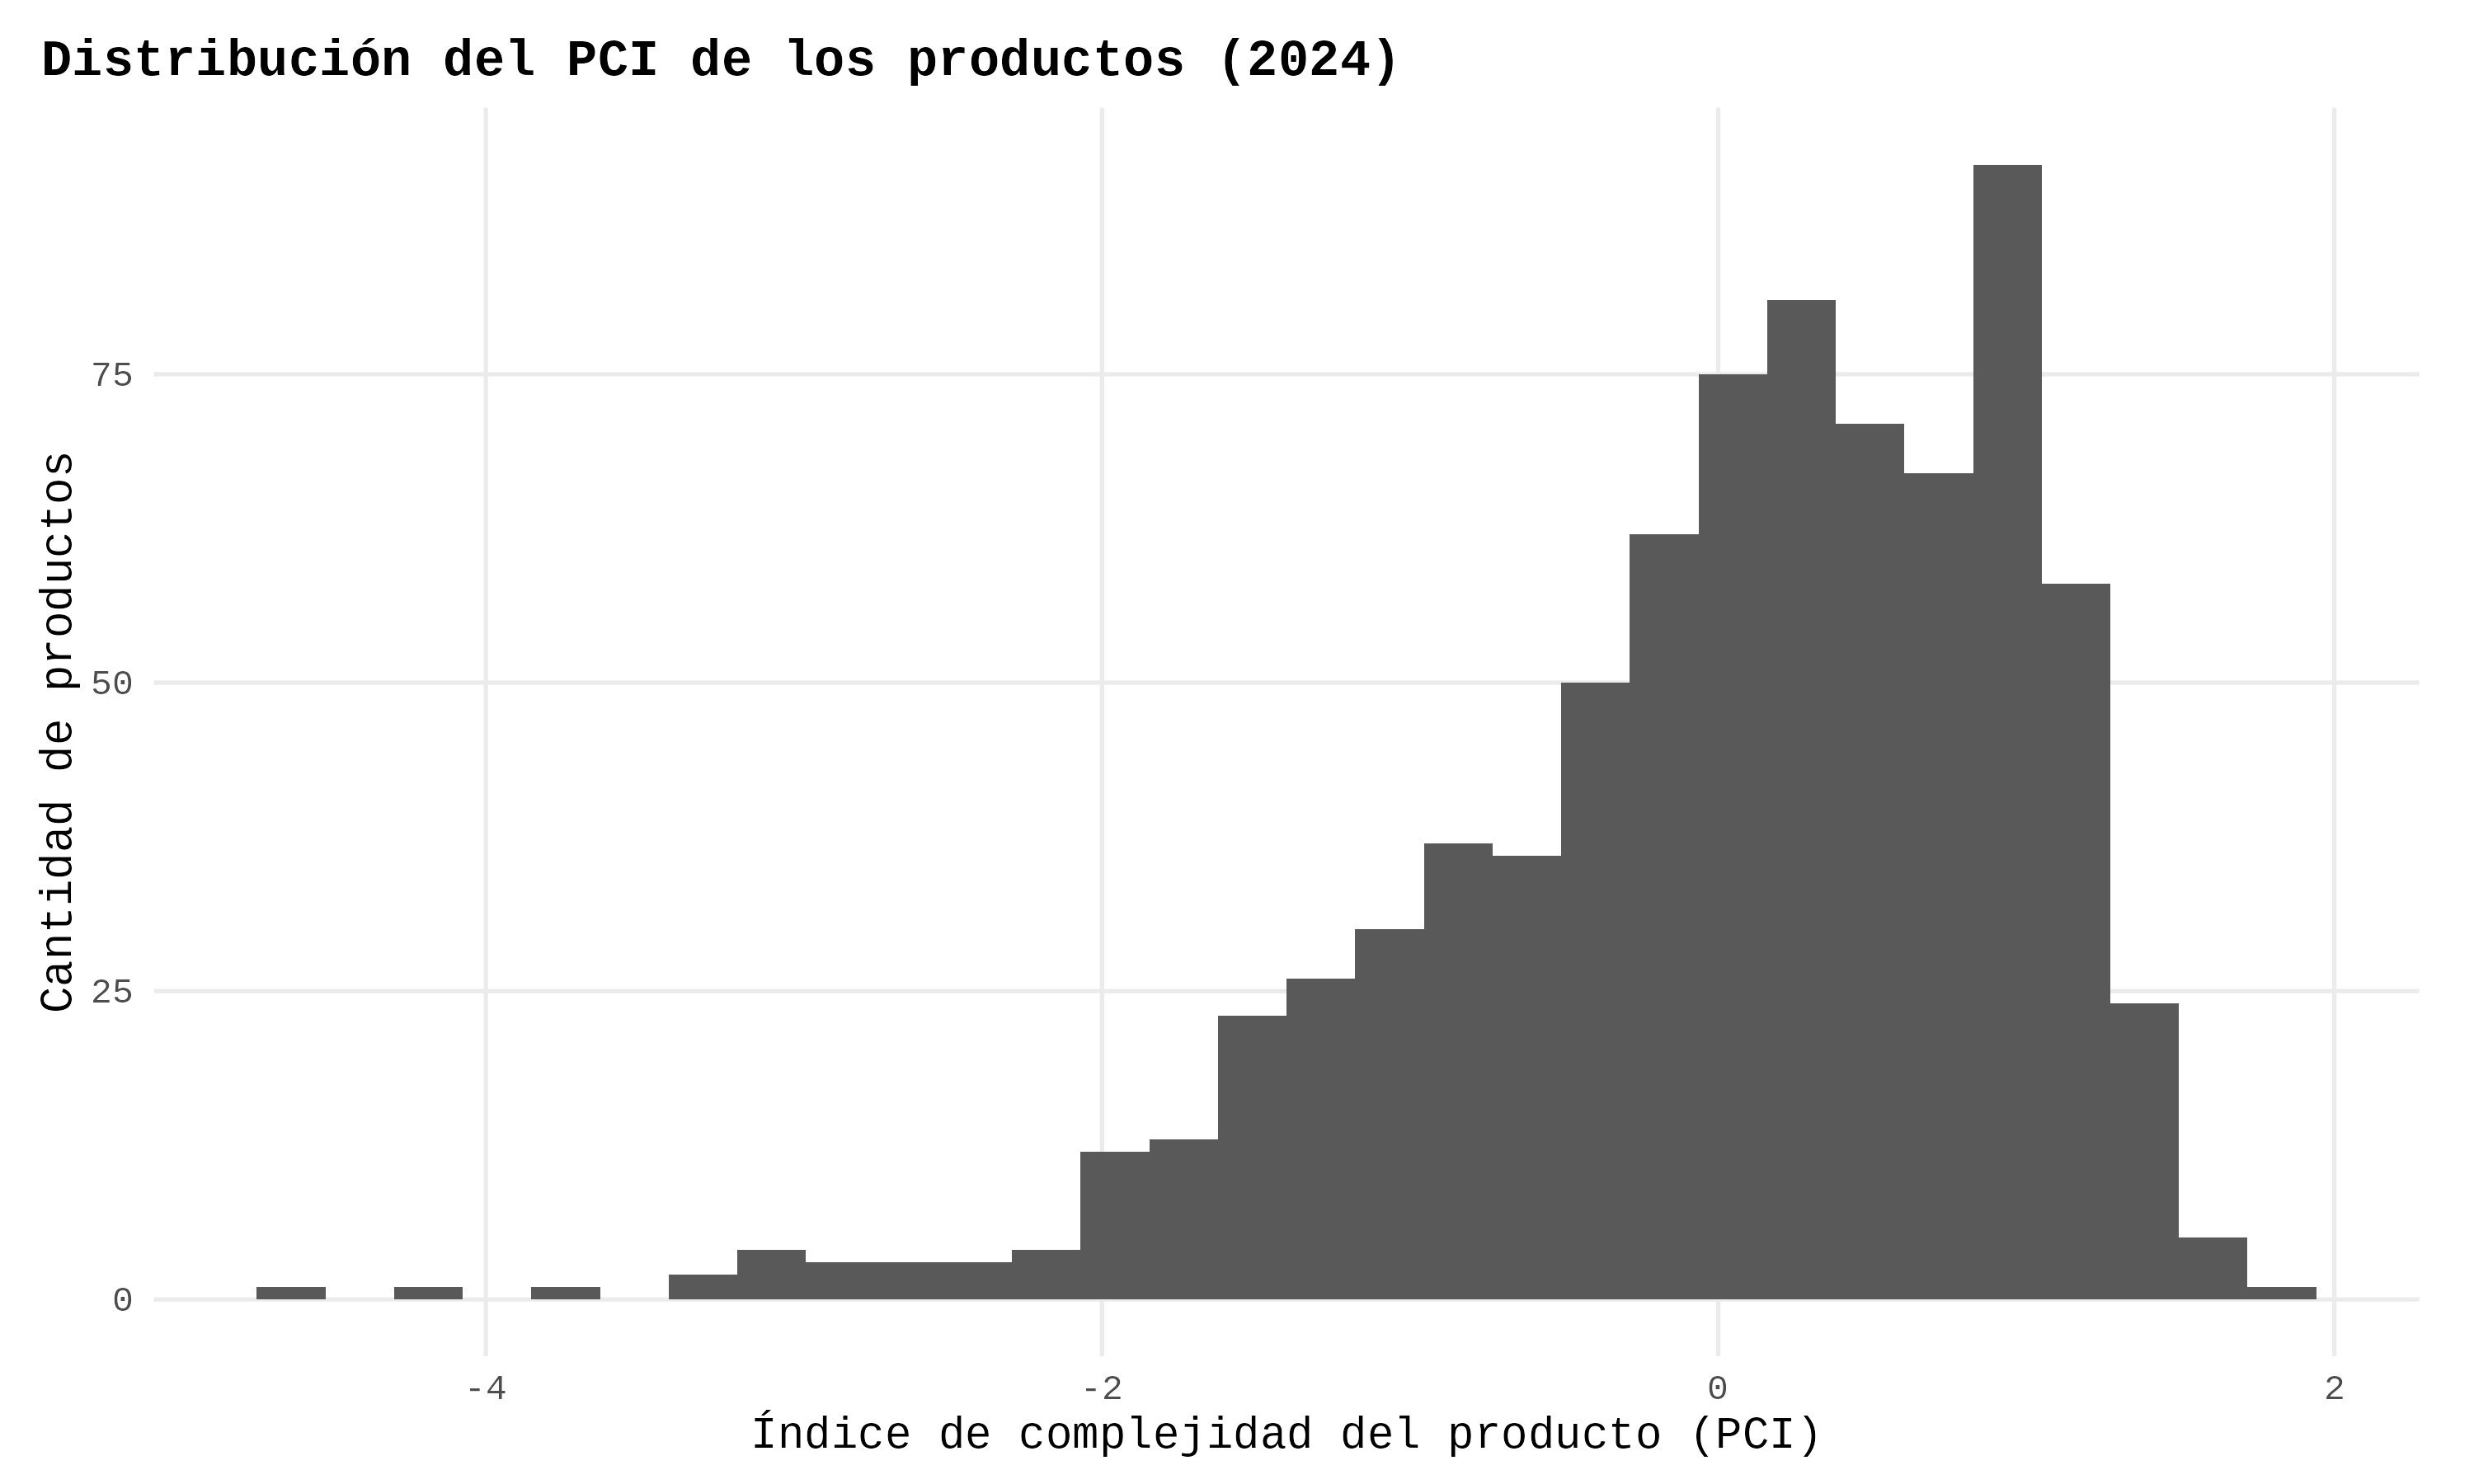 Distribución del PCI de los productos (2024)
Cantidad de productos
75
50
25
0
-4
-2
0
2
Índice de complejidad del producto (PCI)